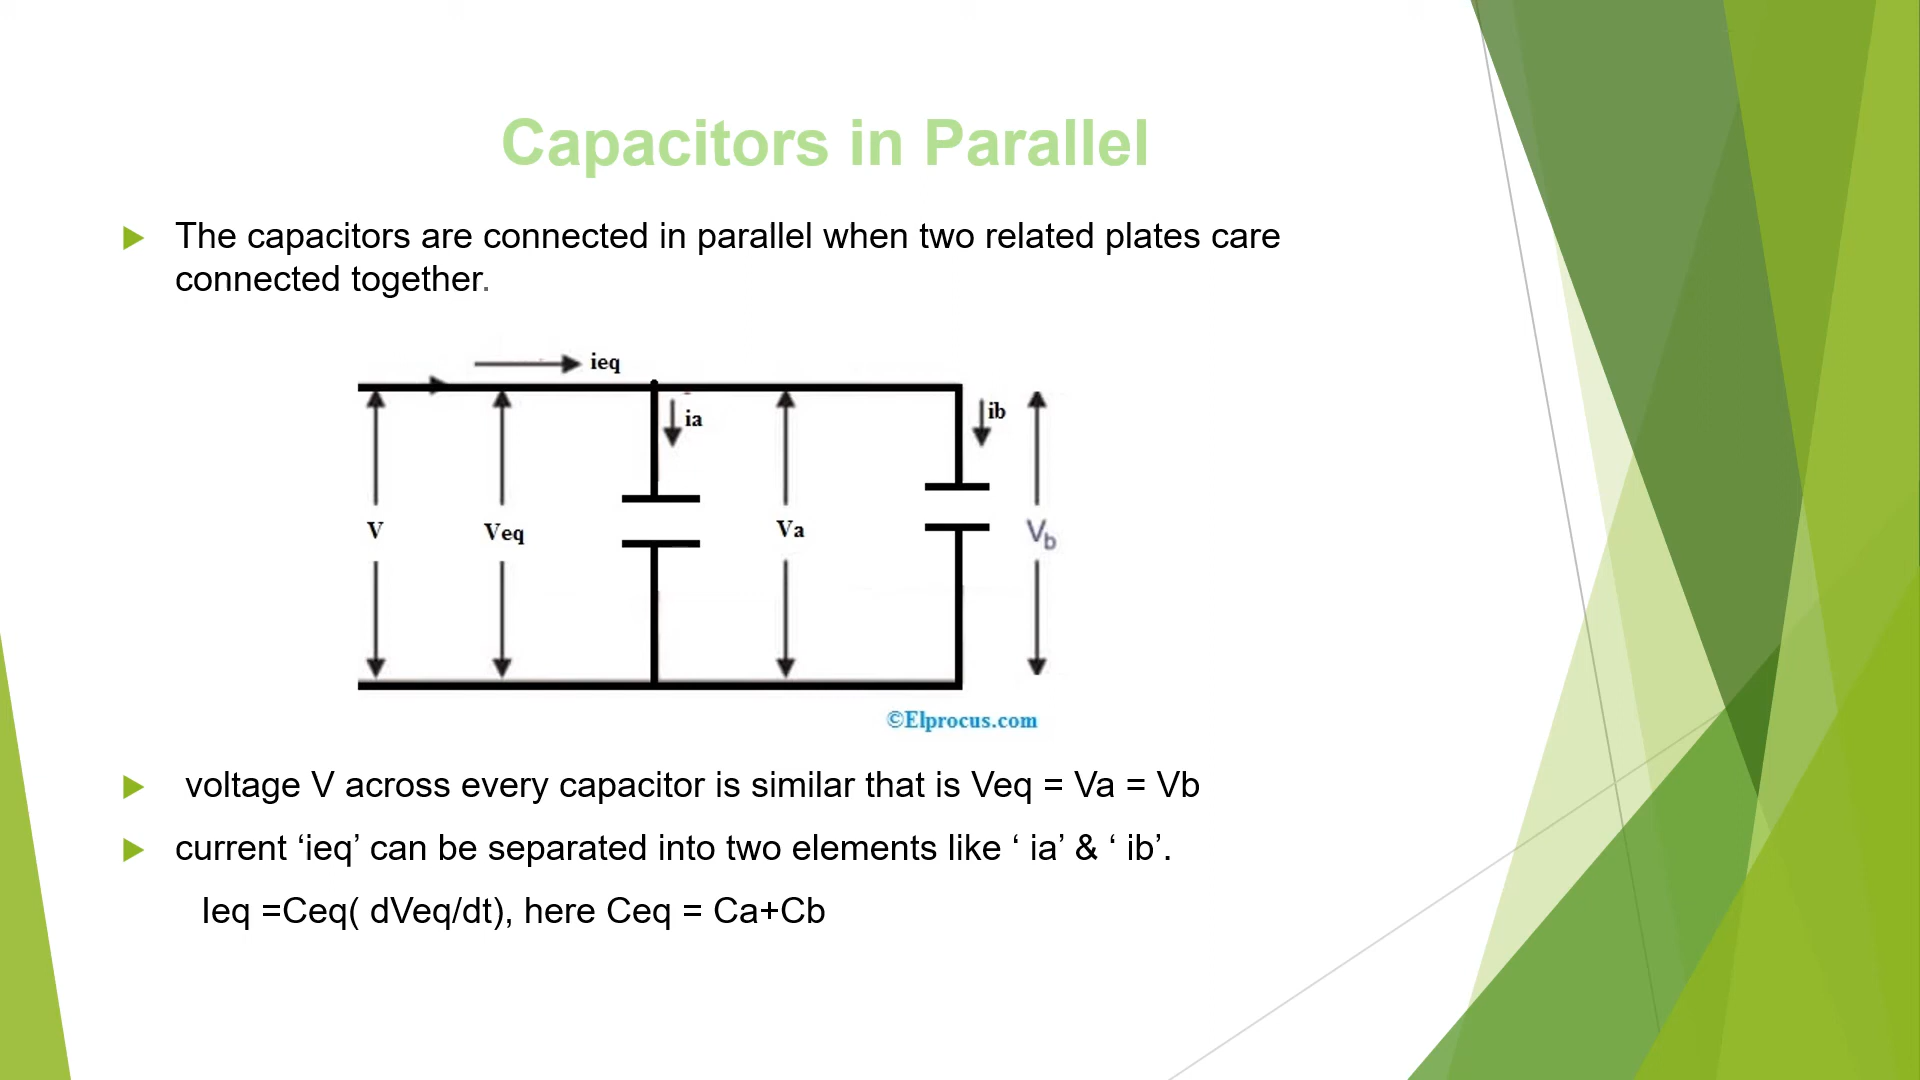 Capacitors in Parallel
The capacitors are connected in parallel when two related plates care
connected together.
ieq
ia
ib
V
Veq
Va
Vb
©Elprocus.com
voltage V across every capacitor is similar that is Veq = Va = Vb
current ‘ieq’ can be separated into two elements like ‘ ia’ & ‘ ib’.
Ieq =Ceq( dVeq/dt), here Ceq = Ca+Cb